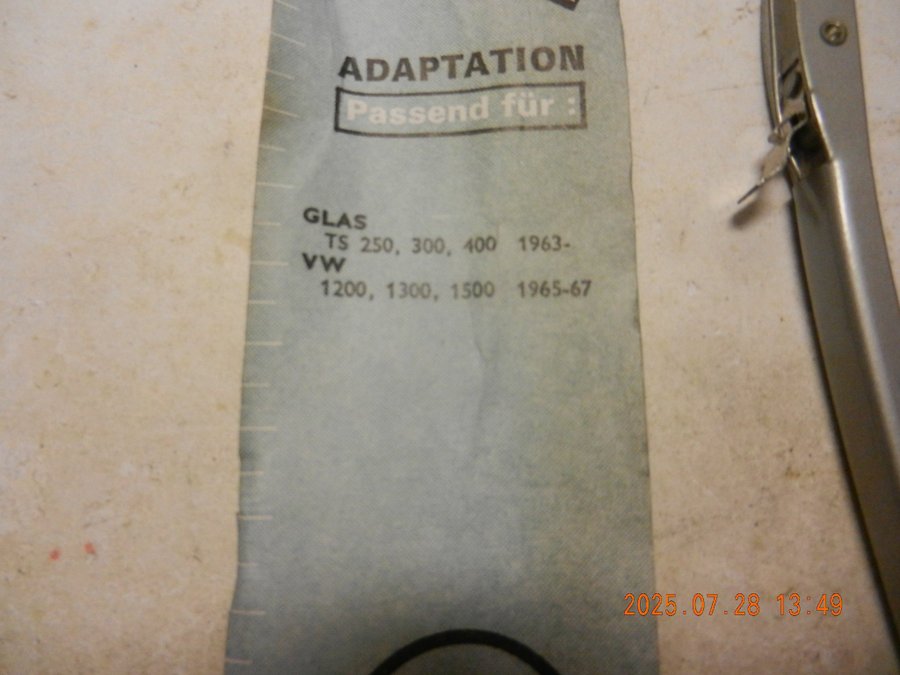 ADAPTATION
Passend für :
GLAS
TS 250, 300, 400 1963-
VW
1200, 1300, 1500 1965-67
2025.07.28 13:49